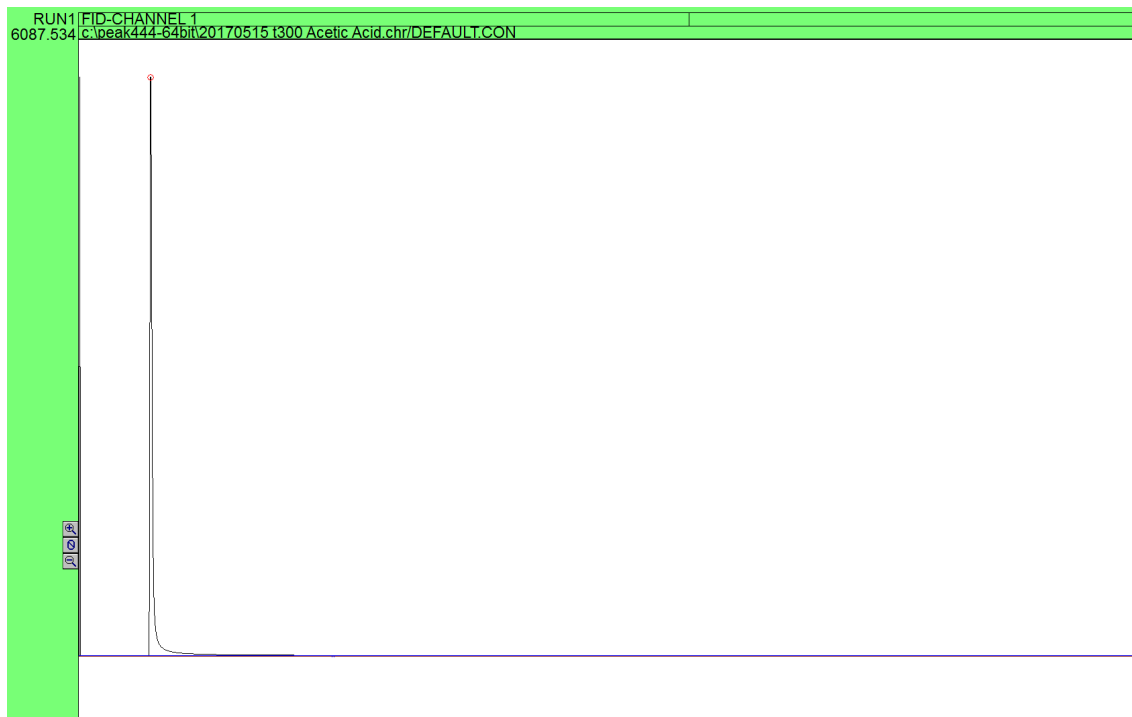 RUN1 FID-CHANNEL 1
6087.534 c:\peak444-64bit\20170515 t300 Acetic Acid.chr/DEFAULT.CON